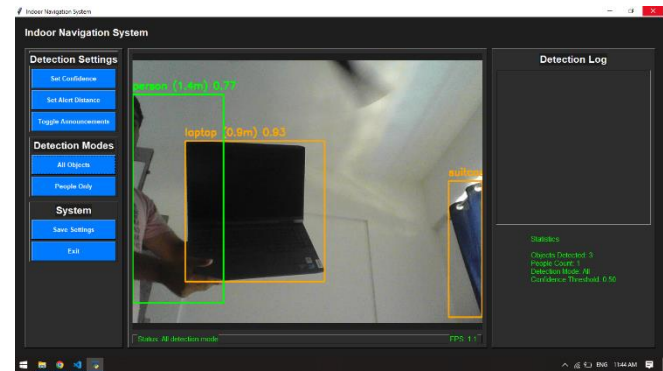 Indoor Navigation System
Indoor Navigation System
Detection Settings
Set Confidence
Set Alert Distance
Toggle Announcements
Detection Modes
All Objects
People Only
System
Save Settings
Exit
person (1.4m) 0.77
laptop (0.9m) 0.93
Status: All detection mode
FPS: 1.1
Detection Log
Statistics
Objects Detected: 3
People Count: 1
Detection Mode: All
Confidence Threshold: 0.50
ENG 11:44 AM